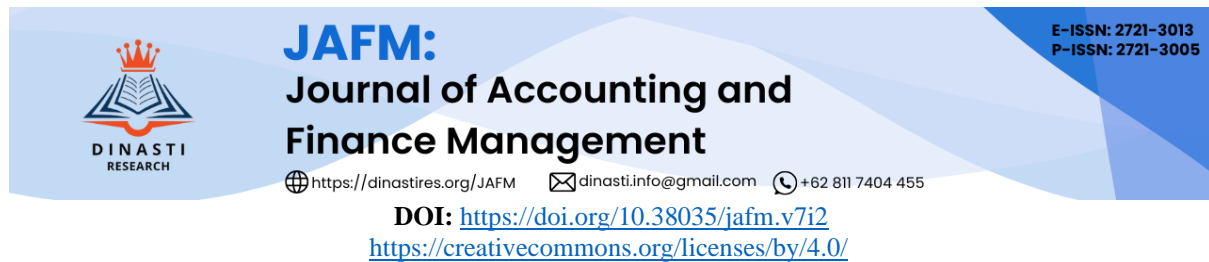 JAFM:
Journal of Accounting and
Finance Management
E-ISSN: 2721-3013
P-ISSN: 2721-3005
DINASTI
RESEARCH
https://dinastires.org/JAFM dinasti.info@gmail.com +62 811 7404 455
DOI: https://doi.org/10.38035/jafm.v7i2
https://creativecommons.org/licenses/by/4.0/